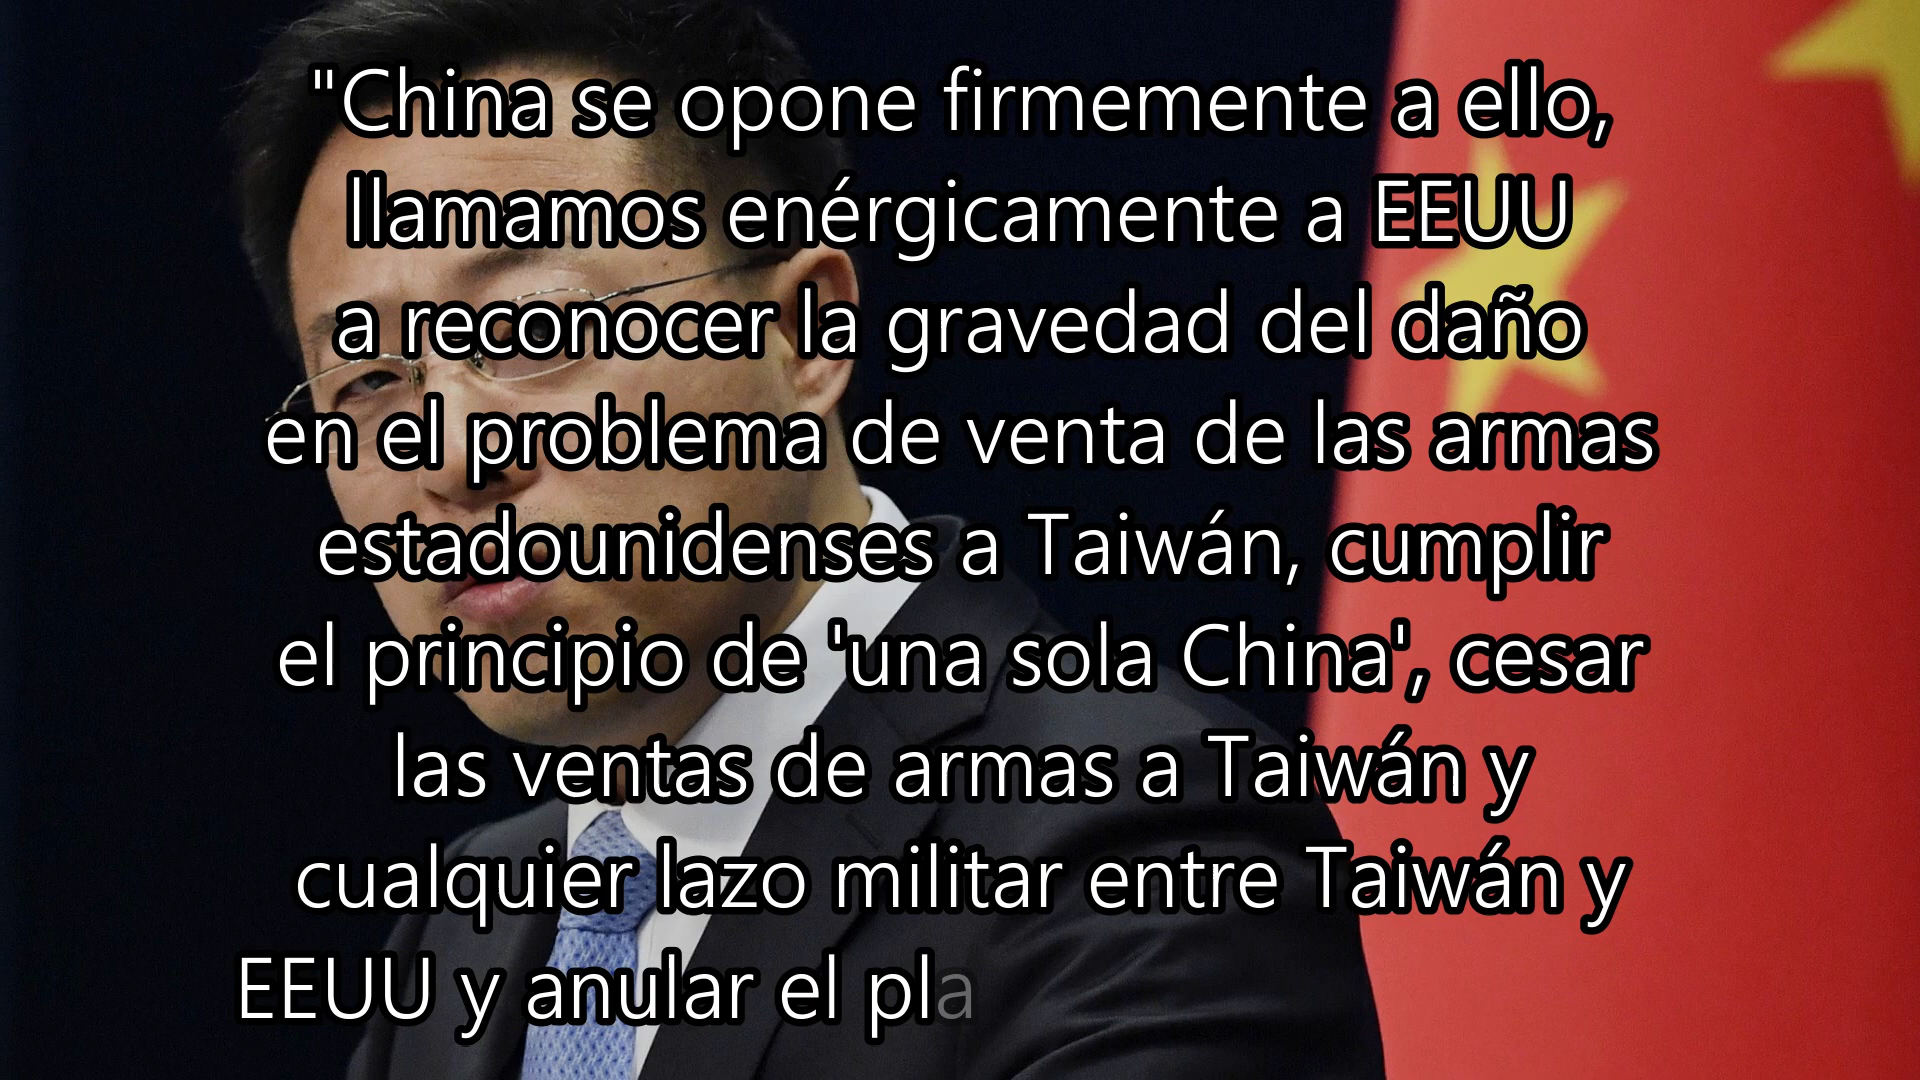 "China se opone firmemente a ello,
llamamos enérgicamente a EEUU
a reconocer la gravedad del daño
en el problema de venta de las armas
estadounidenses a Taiwán, cumplir
el principio de 'una sola China', cesar
las ventas de armas a Taiwán y
cualquier lazo militar entre Taiwán y
EEUU y anular el pla